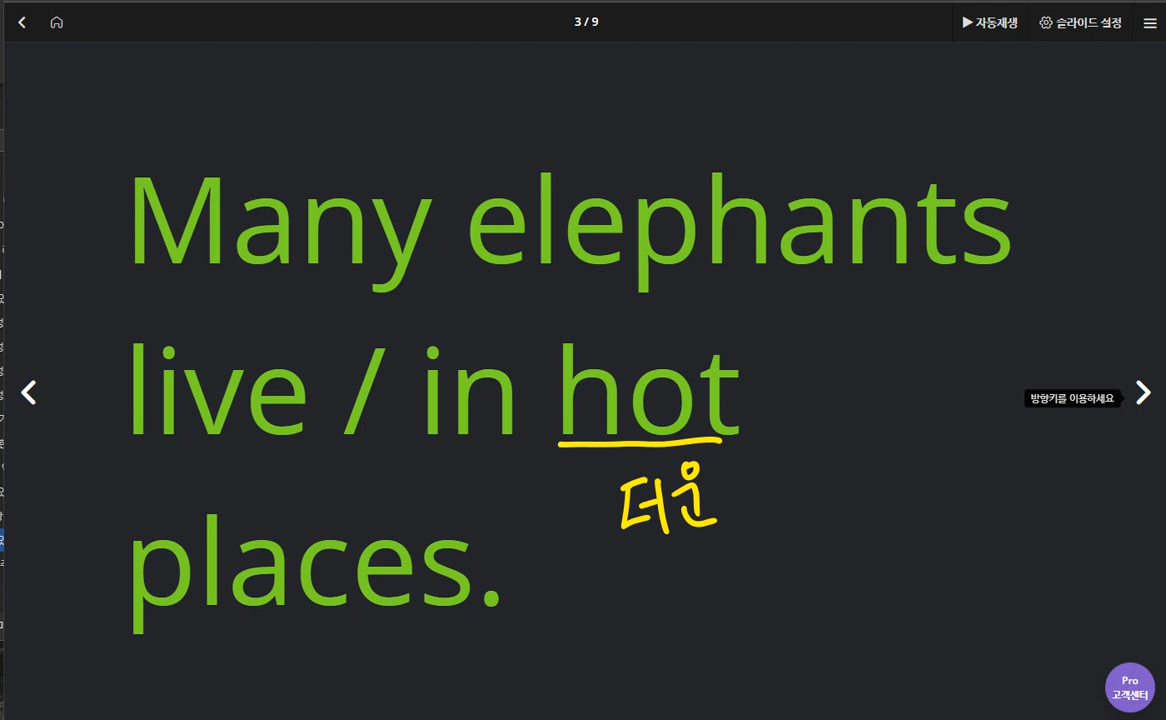 3 / 9
▶ 자동재생
슬라이드 설정
Many elephants
live / in hot
방향키를 이용하세요
더운
places.
Pro
고객센터